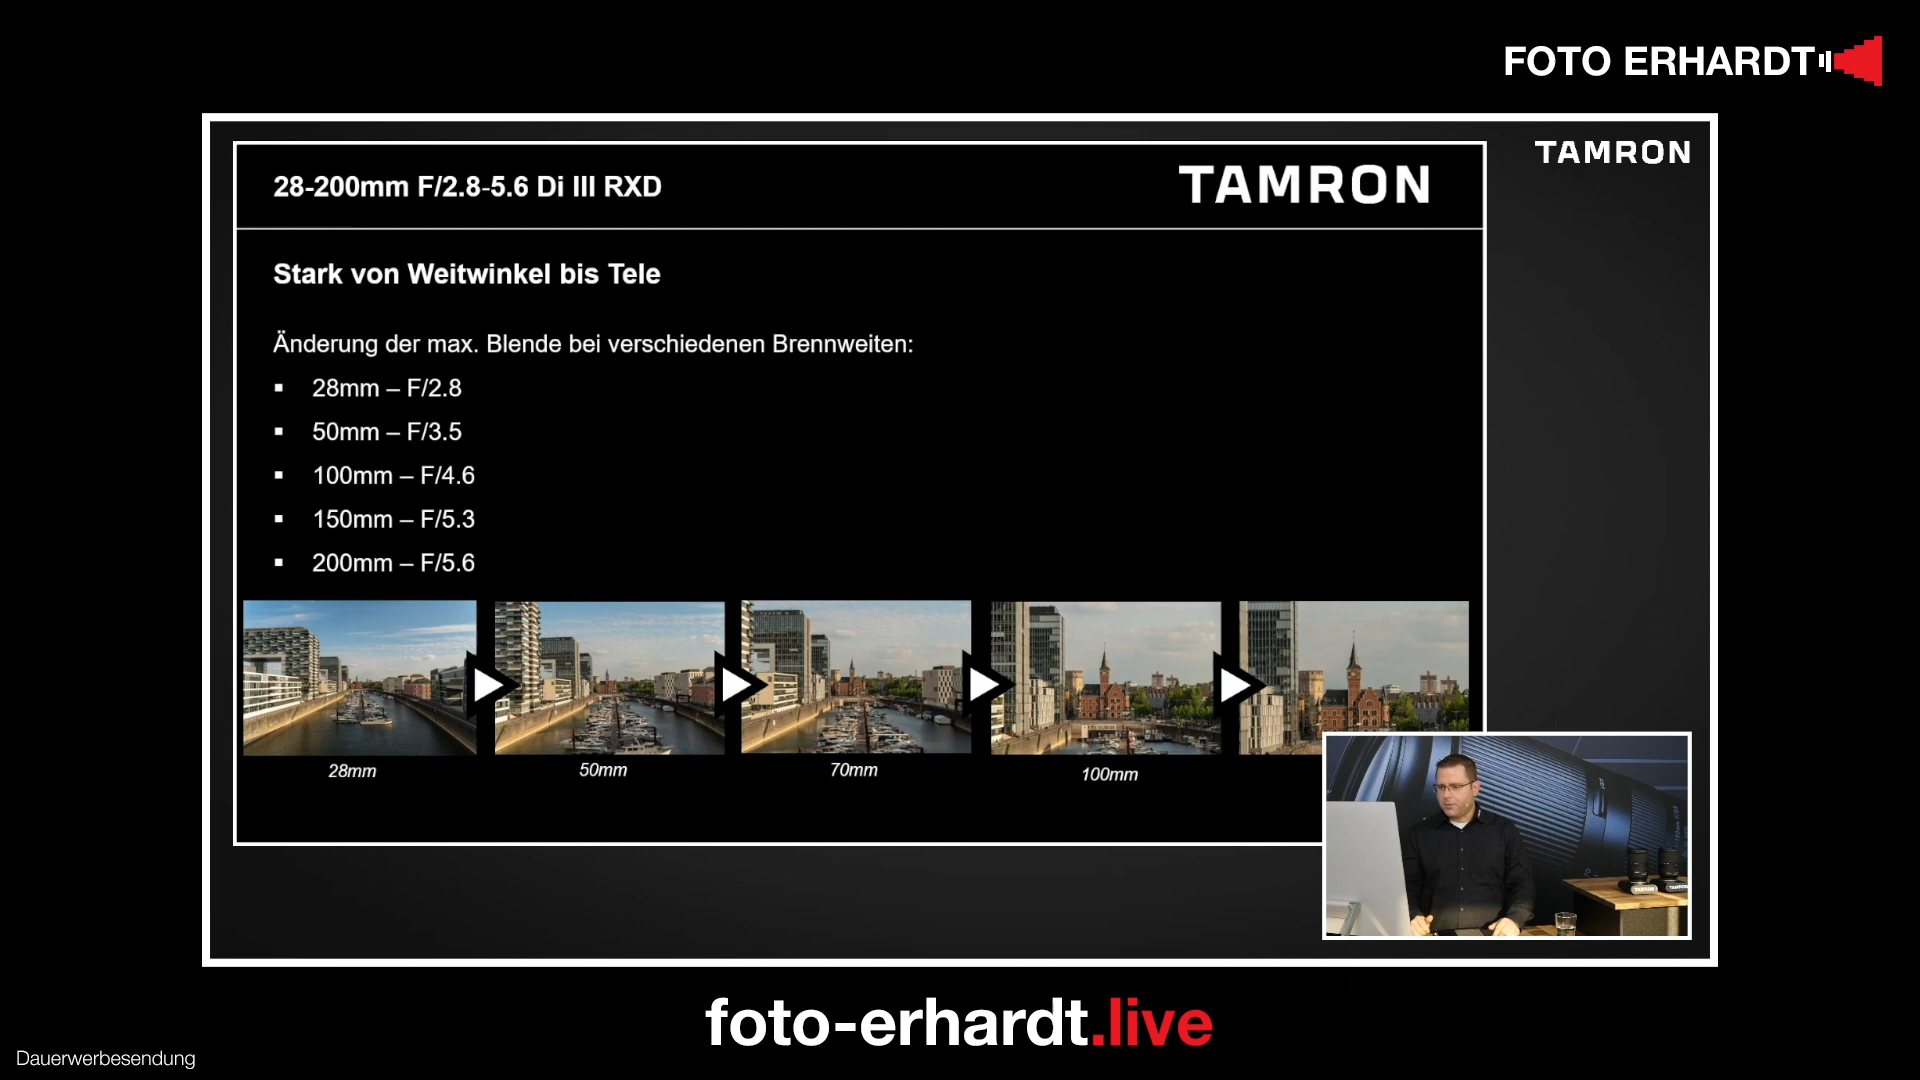 FOTO ERHARDT
TAMRON
28-200mm F/2.8-5.6 Di III RXD
TAMRON
Stark von Weitwinkel bis Tele
Änderung der max. Blende bei verschiedenen Brennweiten:
▪ 28mm – F/2.8
▪ 50mm – F/3.5
▪ 100mm – F/4.6
▪ 150mm – F/5.3
▪ 200mm – F/5.6
28mm
50mm
70mm
100mm
TAMRON
TAMRON
foto-erhardt.live
Dauerwerbesendung